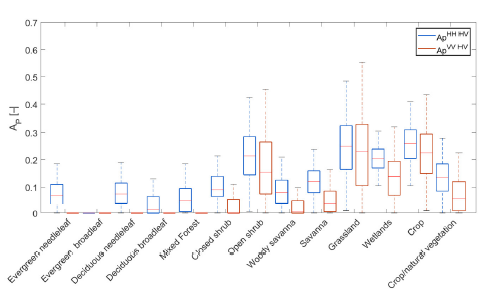 0.7
0.6
0.5
0.4
0.3
0.2
0.1
0
Ap [-]
Ap HH HV
Ap VV HV
Evergreen needleleaf
Evergreen broadleaf
Deciduous needleleaf
Deciduous broadleaf
Mixed Forest
Closed shrub
Open shrub
Woody savanna
Savanna
Grassland
Wetlands
Crop
Crop/natural vegetation